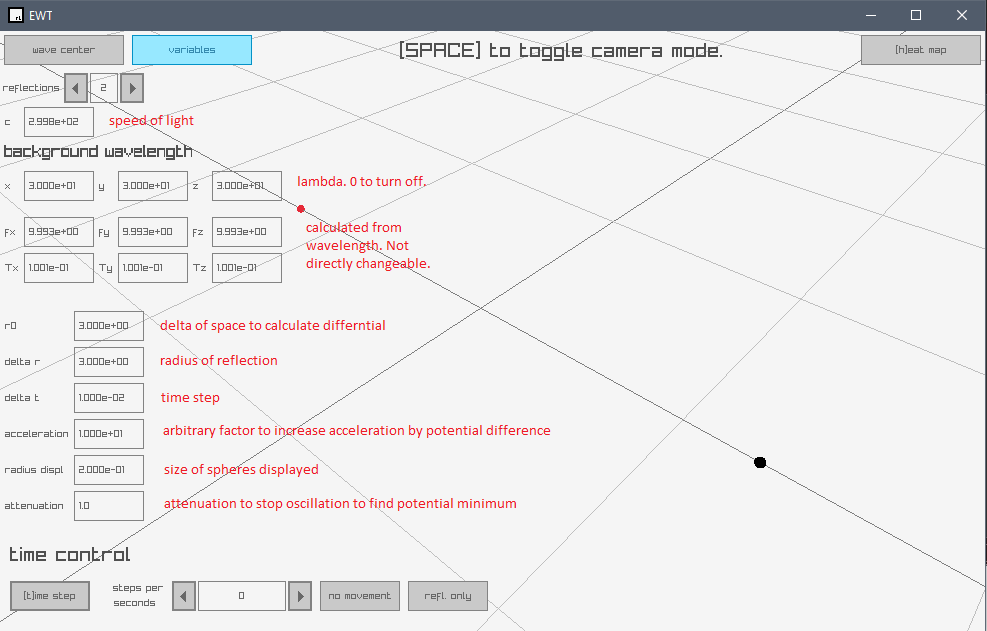 rl EWT
wave center variables [SPACE] to toggle camera mode. [h]eat map
reflections 2
c 2.998e+02 speed of light
background wavelength
x 3.000e+01 y 3.000e+01 z 3.000e+01 lambda. 0 to turn off.
Fx 9.993e+00 Fy 9.993e+00 Fz 9.993e+00 calculated from
wavelength. Not
Tx 1.001e-01 Ty 1.001e-01 Tz 1.001e-01 directly changeable.
r0 3.000e+00 delta of space to calculate differntial
delta r 3.000e+00 radius of reflection
delta t 1.000e-02 time step
acceleration 1.000e+01 arbitrary factor to increase acceleration by potential difference
radius displ 2.000e-01 size of spheres displayed
attenuation 1.0 attenuation to stop oscillation to find potential minimum
time control
[t]ime step steps per
seconds 0 no movement refl. only